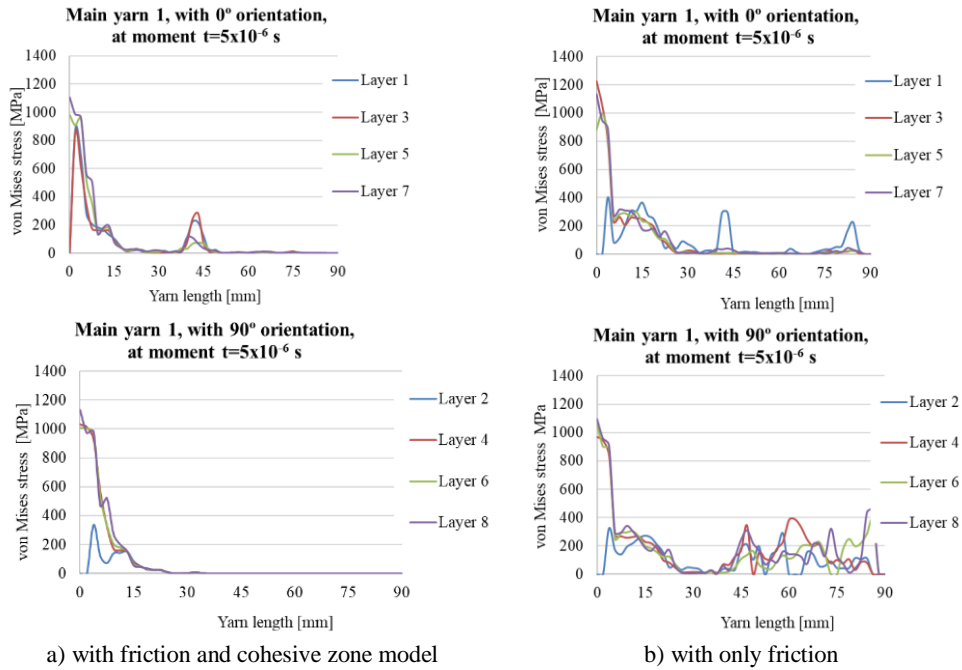 Main yarn 1, with 0º orientation,
at moment t=5x10⁻⁶ s
von Mises stress [MPa]
1400
1200
1000
800
600
400
200
0
0 15 30 45 60 75 90
Yarn length [mm]
Layer 1
Layer 3
Layer 5
Layer 7
Main yarn 1, with 0º orientation,
at moment t=5x10⁻⁶ s
von Mises stress [MPa]
1400
1200
1000
800
600
400
200
0
0 15 30 45 60 75 90
Yarn length [mm]
Layer 1
Layer 3
Layer 5
Layer 7
Main yarn 1, with 90º orientation,
at moment t=5x10⁻⁶ s
von Mises stress [MPa]
1400
1200
1000
800
600
400
200
0
0 15 30 45 60 75 90
Yarn length [mm]
Layer 2
Layer 4
Layer 6
Layer 8
Main yarn 1, with 90º orientation,
at moment t=5x10⁻⁶ s
von Mises stress MPa
1400
1200
1000
800
600
400
200
0
0 15 30 45 60 75 90
Yarn length [mm]
Layer 2
Layer 4
Layer 6
Layer 8
a) with friction and cohesive zone model
b) with only friction